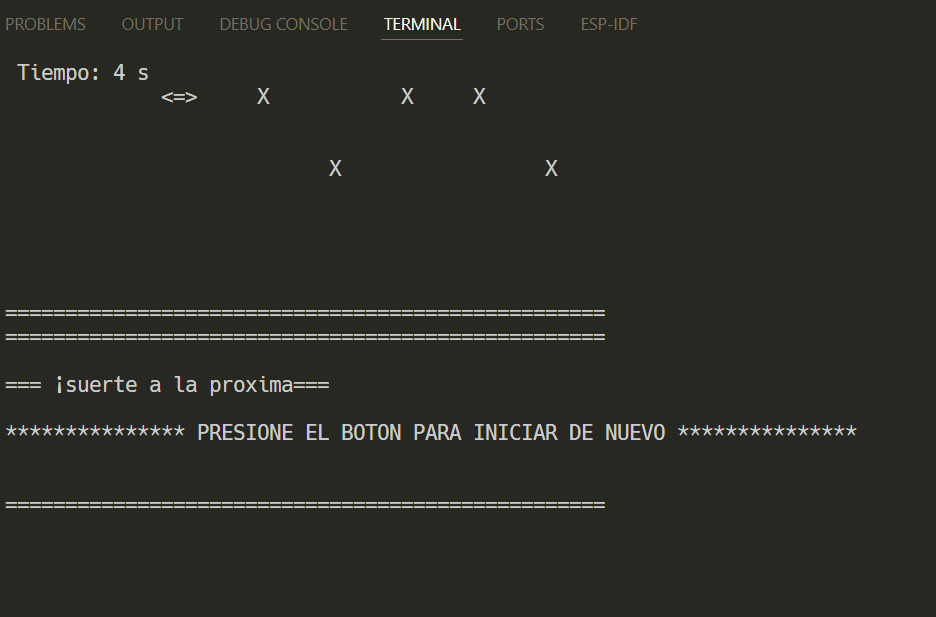 PROBLEMS OUTPUT DEBUG CONSOLE TERMINAL PORTS ESP-IDF
Tiempo: 4 s
<=> X X X
X X
==================================================
==================================================
=== ¡suerte a la proxima===
*************** PRESIONE EL BOTON PARA INICIAR DE NUEVO ***************
==================================================